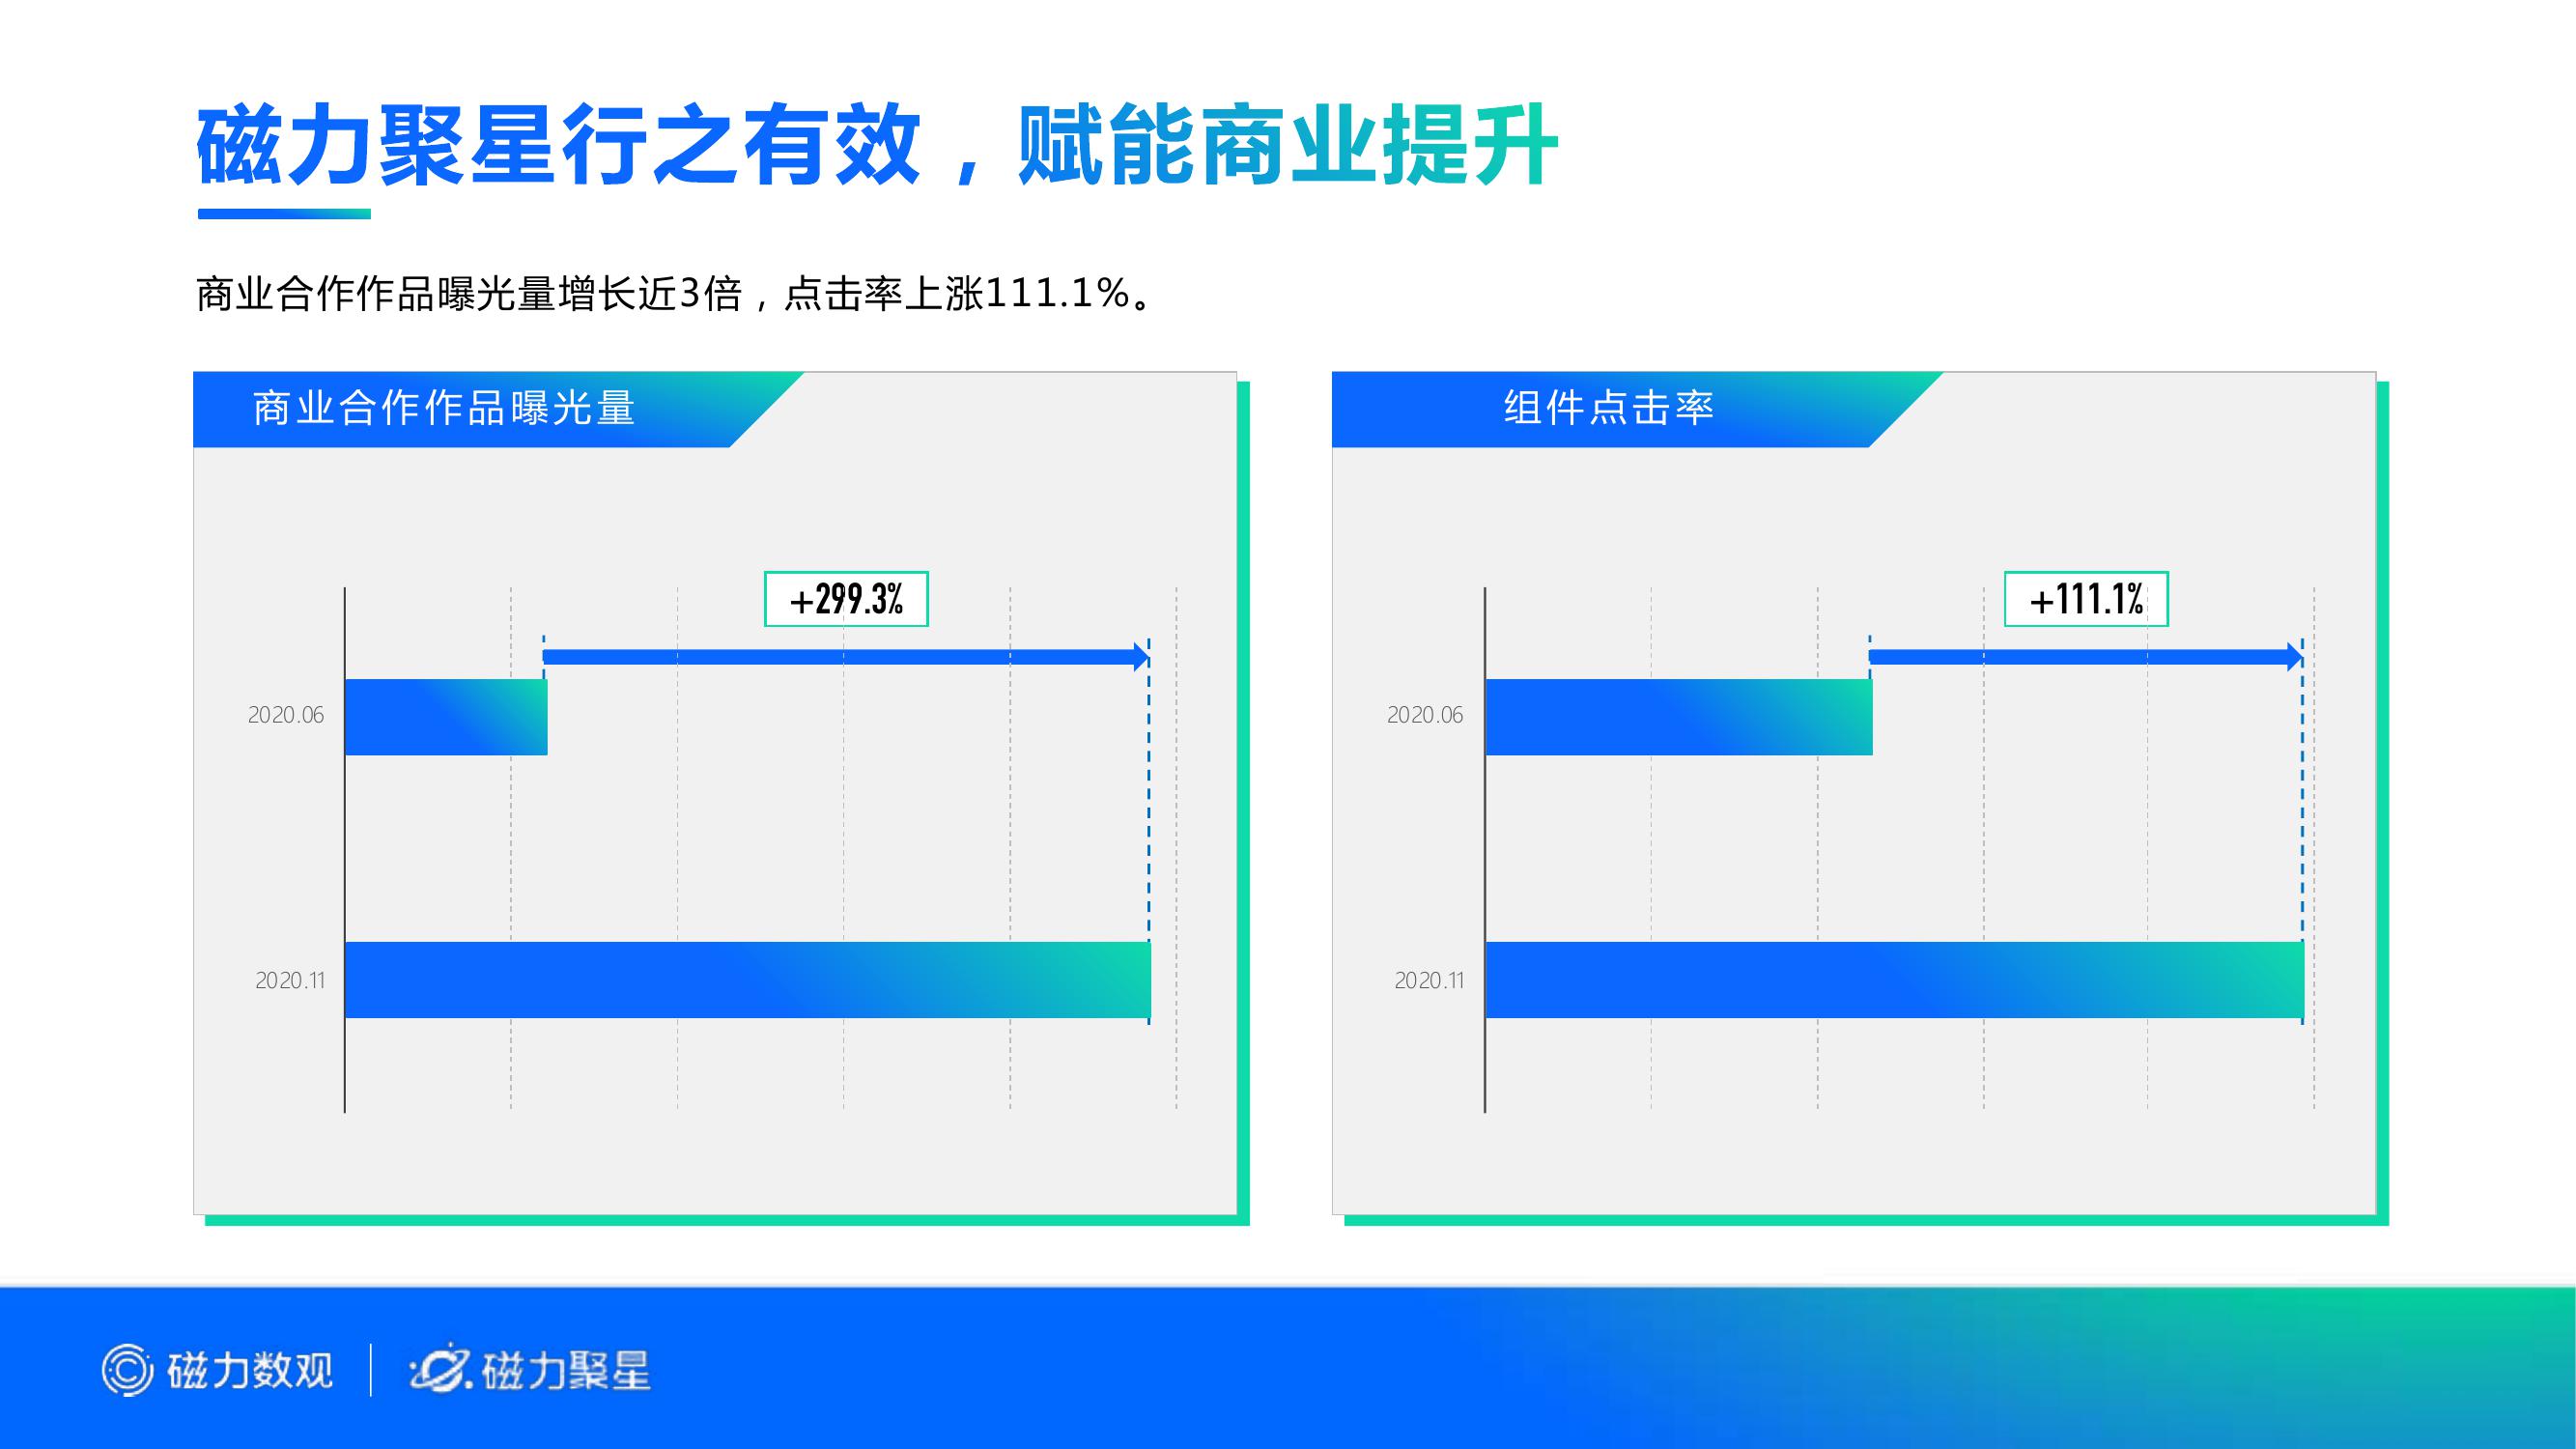 磁力聚星行之有效，赋能商业提升
商业合作作品曝光量增长近3倍，点击率上涨111.1%。
商业合作作品曝光量
+299.3%
2020.06
2020.11
组件点击率
+111.1%
2020.06
2020.11
磁力数观
磁力聚星